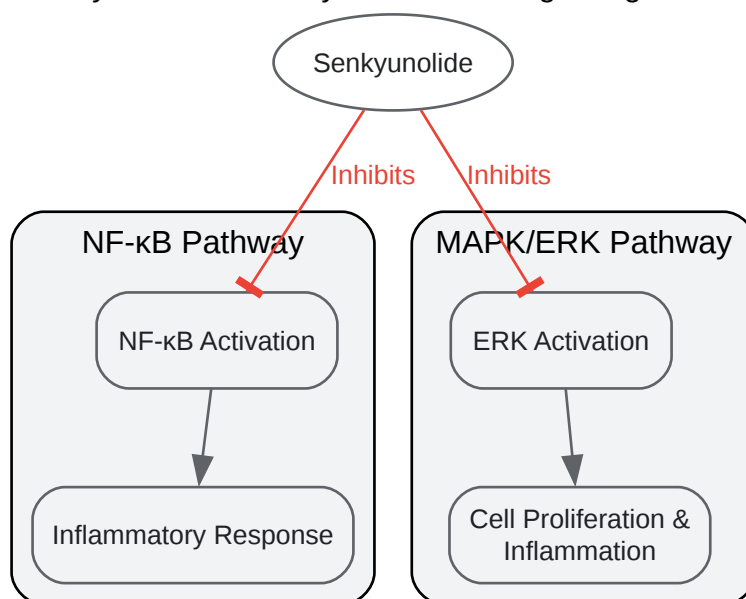 Senkyunolide
Inhibits
Inhibits
NF-κB Pathway
MAPK/ERK Pathway
NF-κB Activation
ERK Activation
Inflammatory Response
Cell Proliferation &
Inflammation